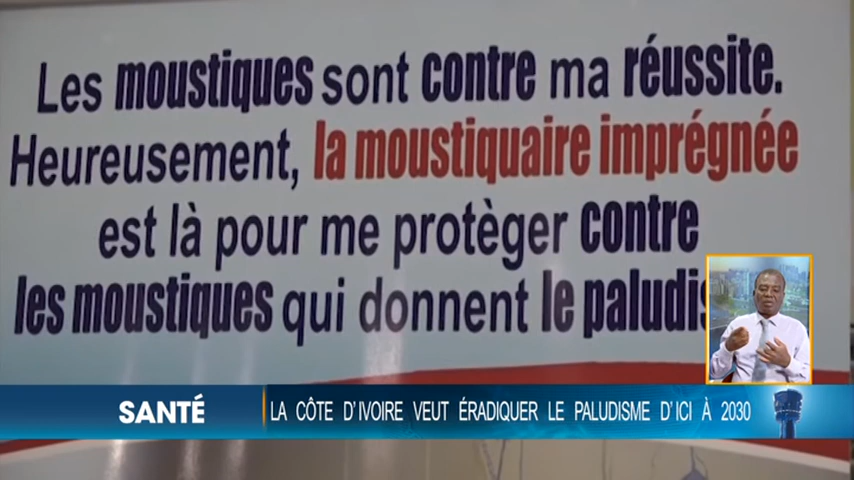 Les moustiques sont contre ma réussite.
Heureusement, la moustiquaire imprégnée
est là pour me protèger contre
les moustiques qui donnent le paludis
SANTÉ
LA CÔTE D'IVOIRE VEUT ÉRADIQUER LE PALUDISME D'ICI À 2030